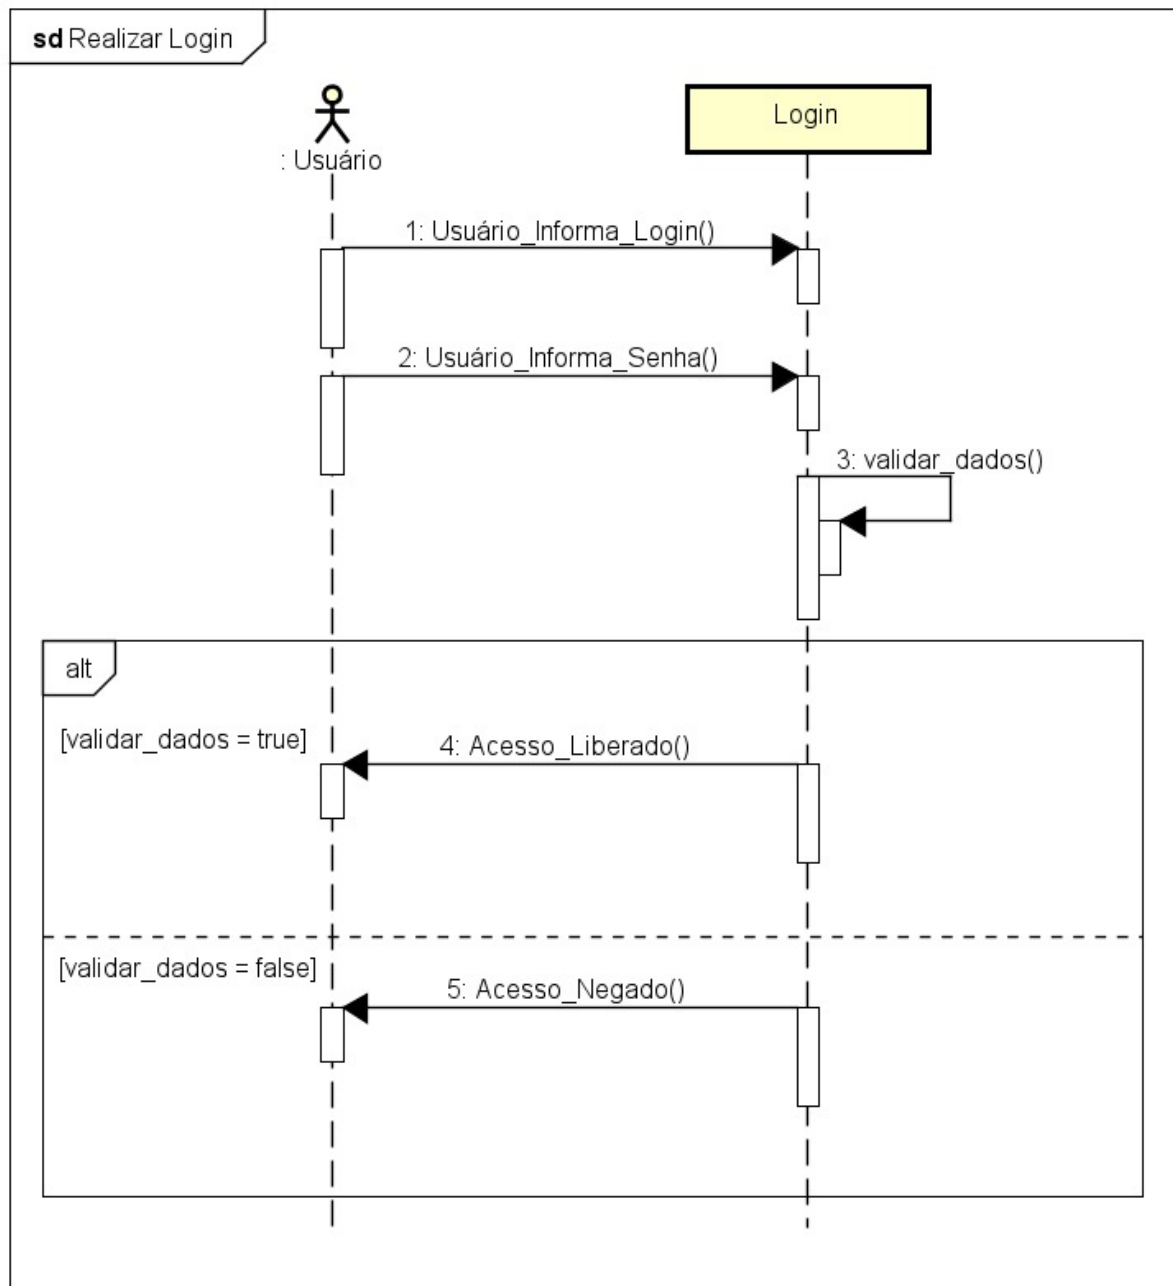 sd Realizar Login
Login
: Usuário
1: Usuário_Informa_Login()
2: Usuário_Informa_Senha()
3: validar_dados()
alt
[validar_dados = true]
4: Acesso_Liberado()
[validar_dados = false]
5: Acesso_Negado()